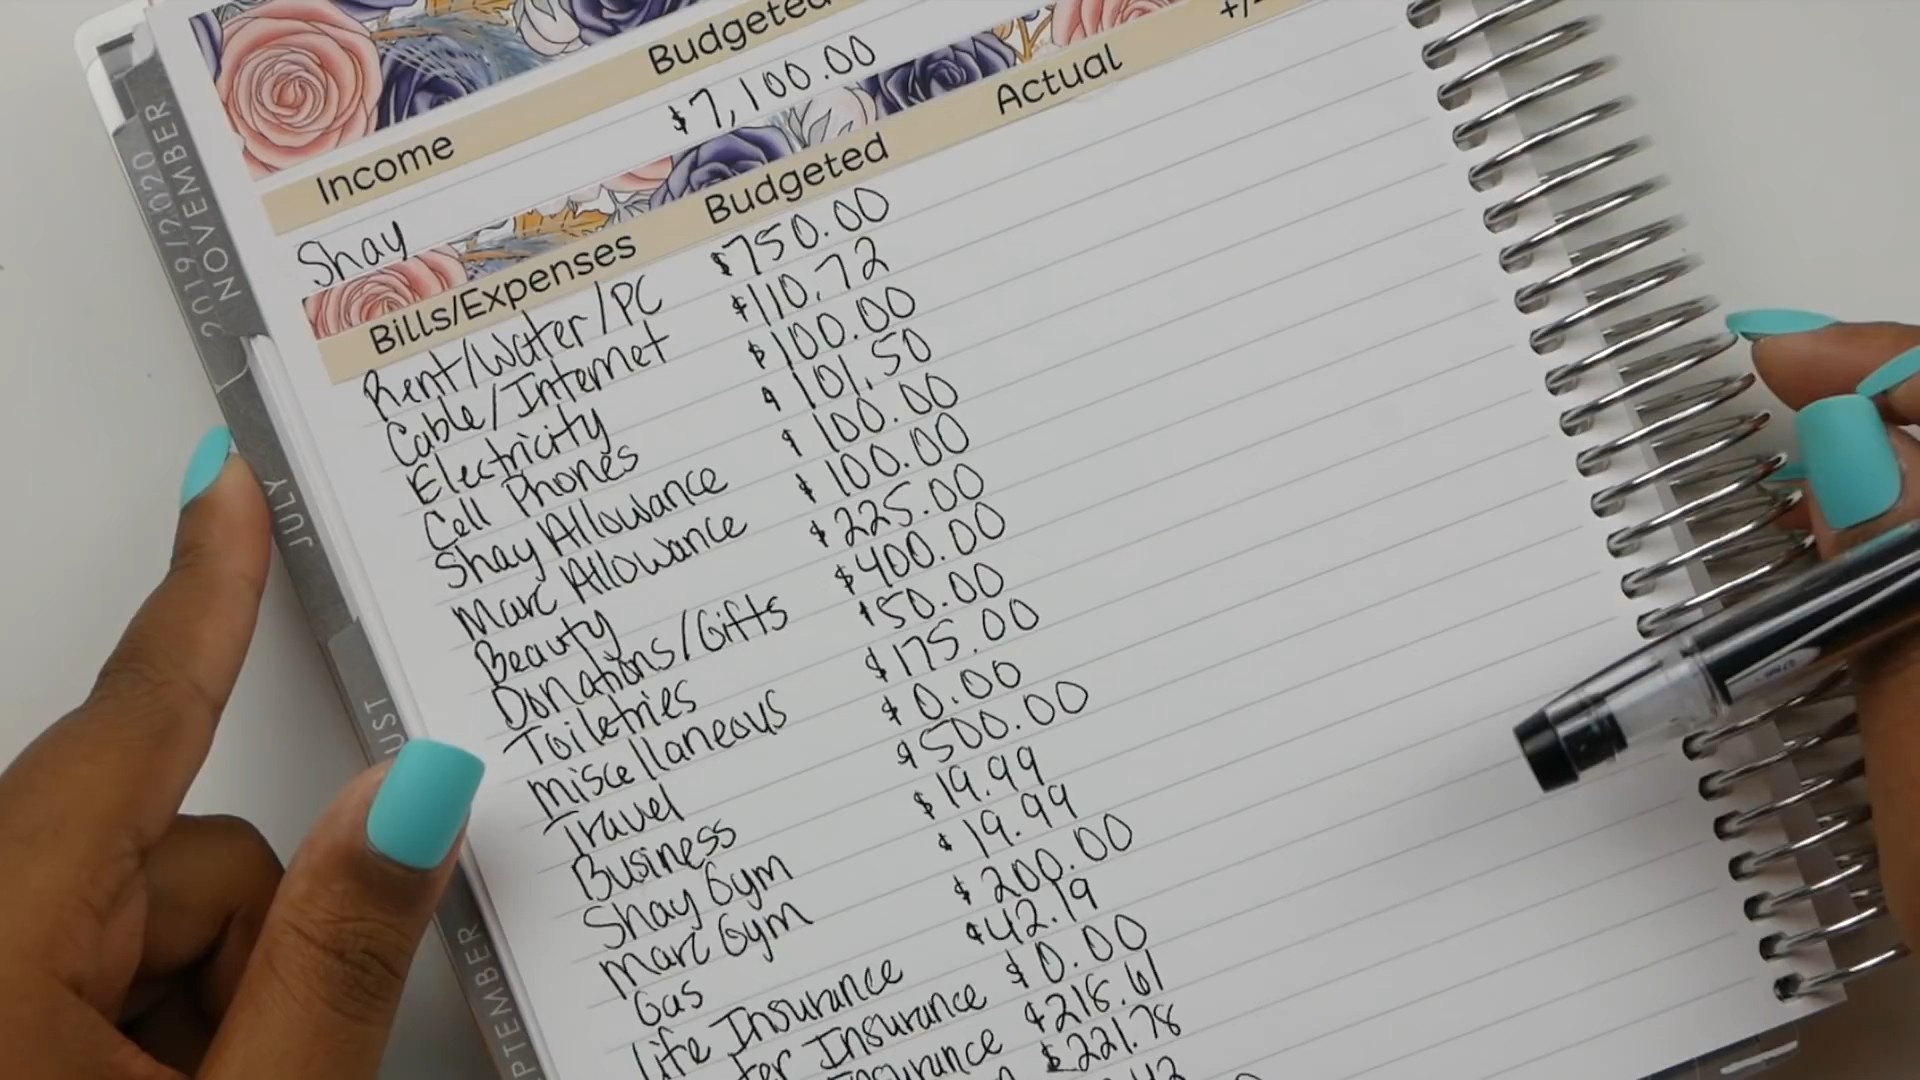 Income Budgeted
Shay $7,100.00
Bills/Expenses Budgeted Actual +/-
Rent/Water/PC $750.00
Cable/Internet $110.72
Electricity $100.00
Cell Phones $101.50
Shay Allowance $100.00
Marc Allowance $100.00
Beauty $225.00
Donations/Gifts $400.00
Toiletries $50.00
Miscellaneous $175.00
Travel $0.00
Business $500.00
Shay Gym $19.99
Marc Gym $19.99
Gas $200.00
Life Insurance $42.19
Insurance $0.00
Insurance $218.61
$221.78
2019/2020
NOVEMBER
JULY